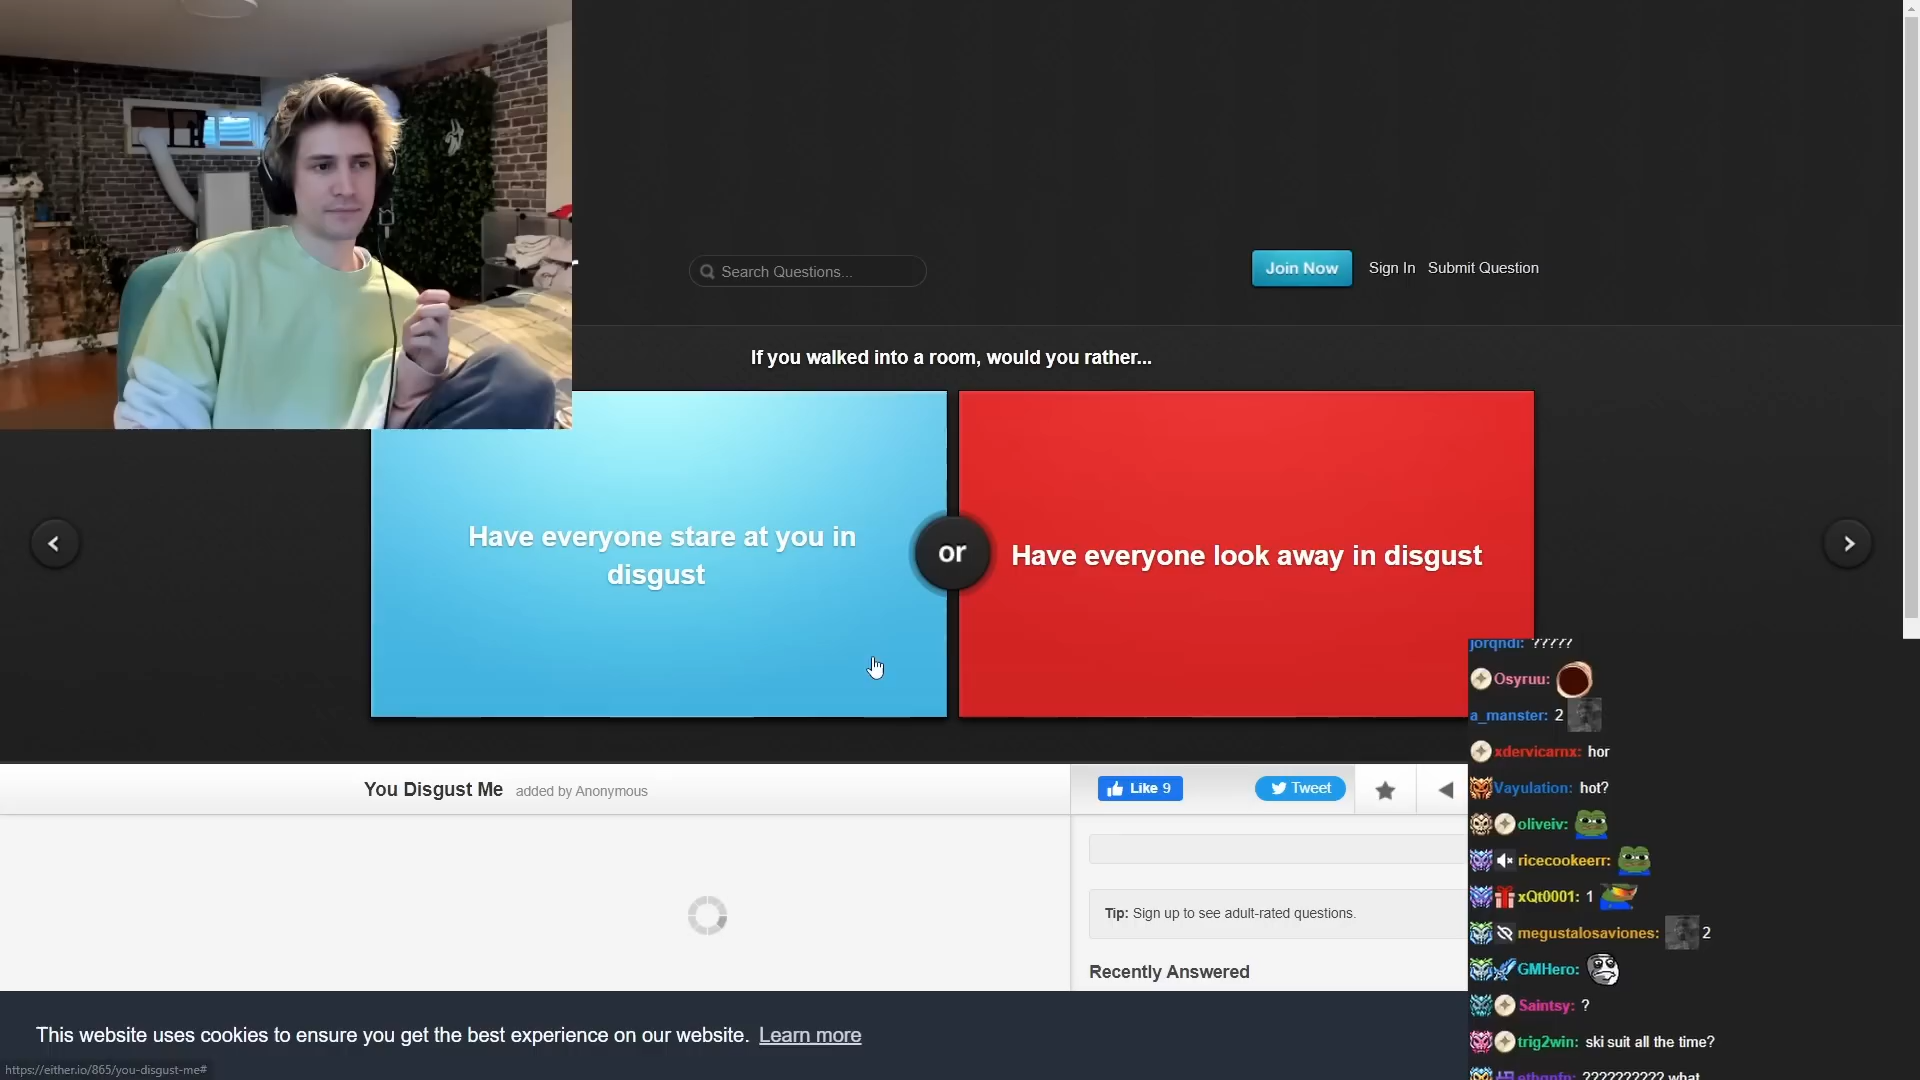 Search Questions...
Join Now
Sign In
Submit Question
If you walked into a room, would you rather...
Have everyone stare at you in
disgust
or
Have everyone look away in disgust
You Disgust Me added by Anonymous
Like 9
Tweet
Tip: Sign up to see adult-rated questions.
Recently Answered
This website uses cookies to ensure you get the best experience on our website. Learn more
https://either.io/865/you-disgust-me#
jorqndl: ?????
Osyruu:
a_manster: 2
xdervicarnx: hor
Vayulation: hot?
oliveiv:
ricecookeerr:
xQt0001: 1
megustalosaviones: 2
GMHero:
Saintsy: ?
trig2win: ski suit all the time?
?????????? what